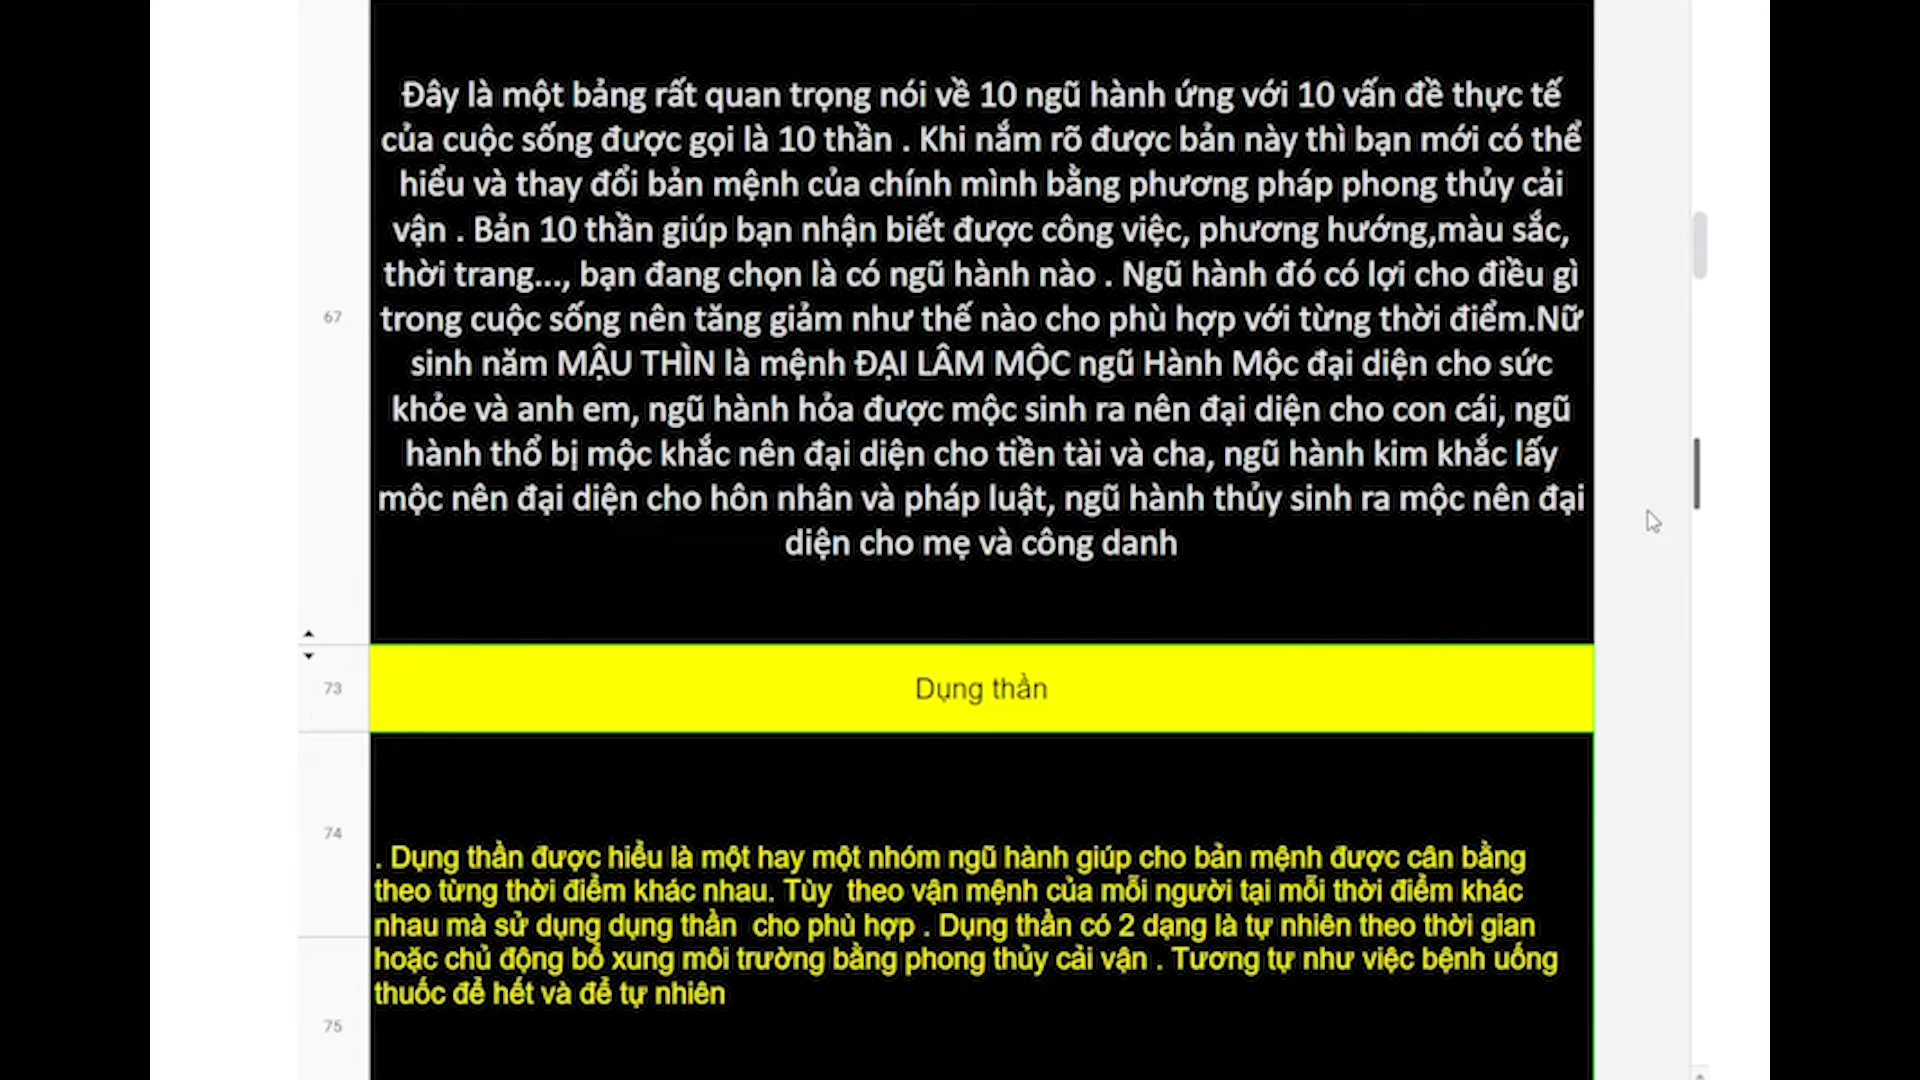 Đây là một bảng rất quan trọng nói về 10 ngũ hành ứng với 10 vấn đề thực tế
của cuộc sống được gọi là 10 thần . Khi nắm rõ được bản này thì bạn mới có thể
hiểu và thay đổi bản mệnh của chính mình bằng phương pháp phong thủy cải
vận . Bản 10 thần giúp bạn nhận biết được công việc, phương hướng,màu sắc,
thời trang..., bạn đang chọn là có ngũ hành nào . Ngũ hành đó có lợi cho điều gì
67
trong cuộc sống nên tăng giảm như thế nào cho phù hợp với từng thời điểm.Nữ
sinh năm MẬU THÌN là mệnh ĐẠI LÂM MỘC ngũ Hành Mộc đại diện cho sức
khỏe và anh em, ngũ hành hỏa được mộc sinh ra nên đại diện cho con cái, ngũ
hành thổ bị mộc khắc nên đại diện cho tiền tài và cha, ngũ hành kim khắc lấy
mộc nên đại diện cho hôn nhân và pháp luật, ngũ hành thủy sinh ra mộc nên đại
diện cho mẹ và công danh
73
Dụng thần
74
. Dụng thần được hiểu là một hay một nhóm ngũ hành giúp cho bản mệnh được cân bằng
theo từng thời điểm khác nhau. Tùy  theo vận mệnh của mỗi người tại mỗi thời điểm khác
nhau mà sử dụng dụng thần  cho phù hợp . Dụng thần có 2 dạng là tự nhiên theo thời gian
hoặc chủ động bổ xung môi trường bằng phong thủy cải vận . Tương tự như việc bệnh uống
thuốc để hết và để tự nhiên
75